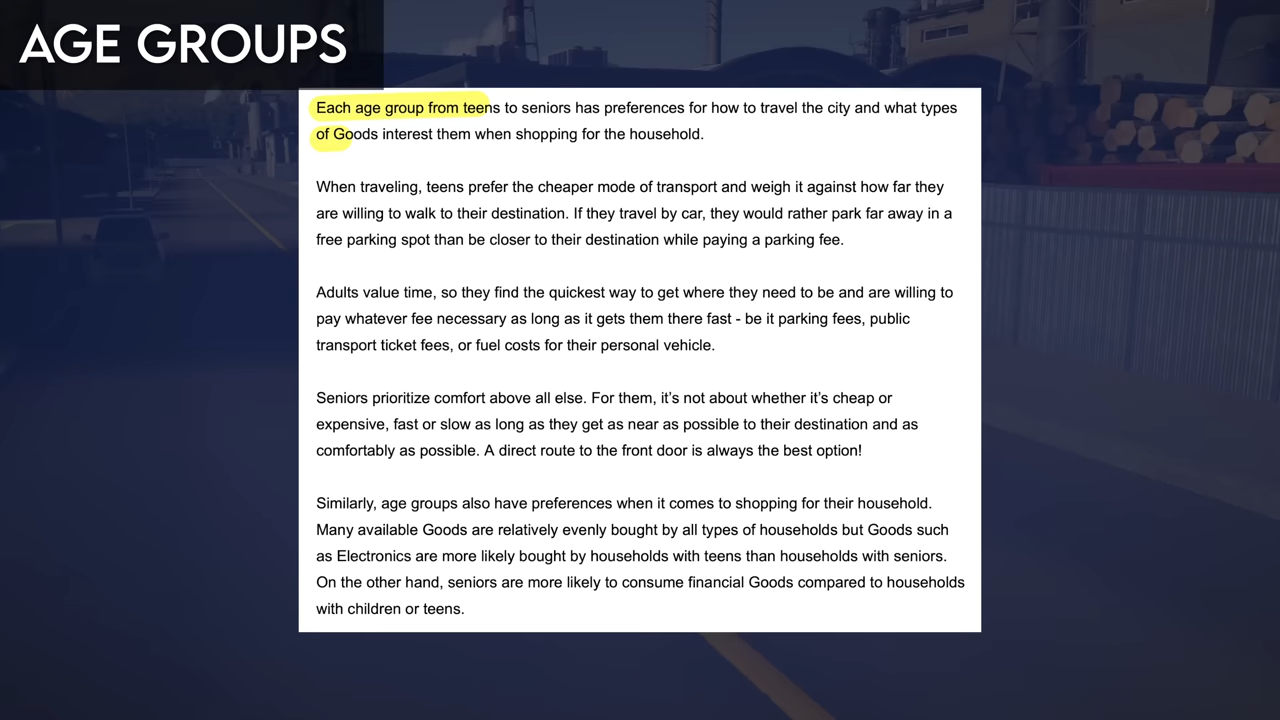 AGE GROUPS
Each age group from teens to seniors has preferences for how to travel the city and what types
of Goods interest them when shopping for the household.
When traveling, teens prefer the cheaper mode of transport and weigh it against how far they
are willing to walk to their destination. If they travel by car, they would rather park far away in a
free parking spot than be closer to their destination while paying a parking fee.
Adults value time, so they find the quickest way to get where they need to be and are willing to
pay whatever fee necessary as long as it gets them there fast - be it parking fees, public
transport ticket fees, or fuel costs for their personal vehicle.
Seniors prioritize comfort above all else. For them, it’s not about whether it’s cheap or
expensive, fast or slow as long as they get as near as possible to their destination and as
comfortably as possible. A direct route to the front door is always the best option!
Similarly, age groups also have preferences when it comes to shopping for their household.
Many available Goods are relatively evenly bought by all types of households but Goods such
as Electronics are more likely bought by households with teens than households with seniors.
On the other hand, seniors are more likely to consume financial Goods compared to households
with children or teens.